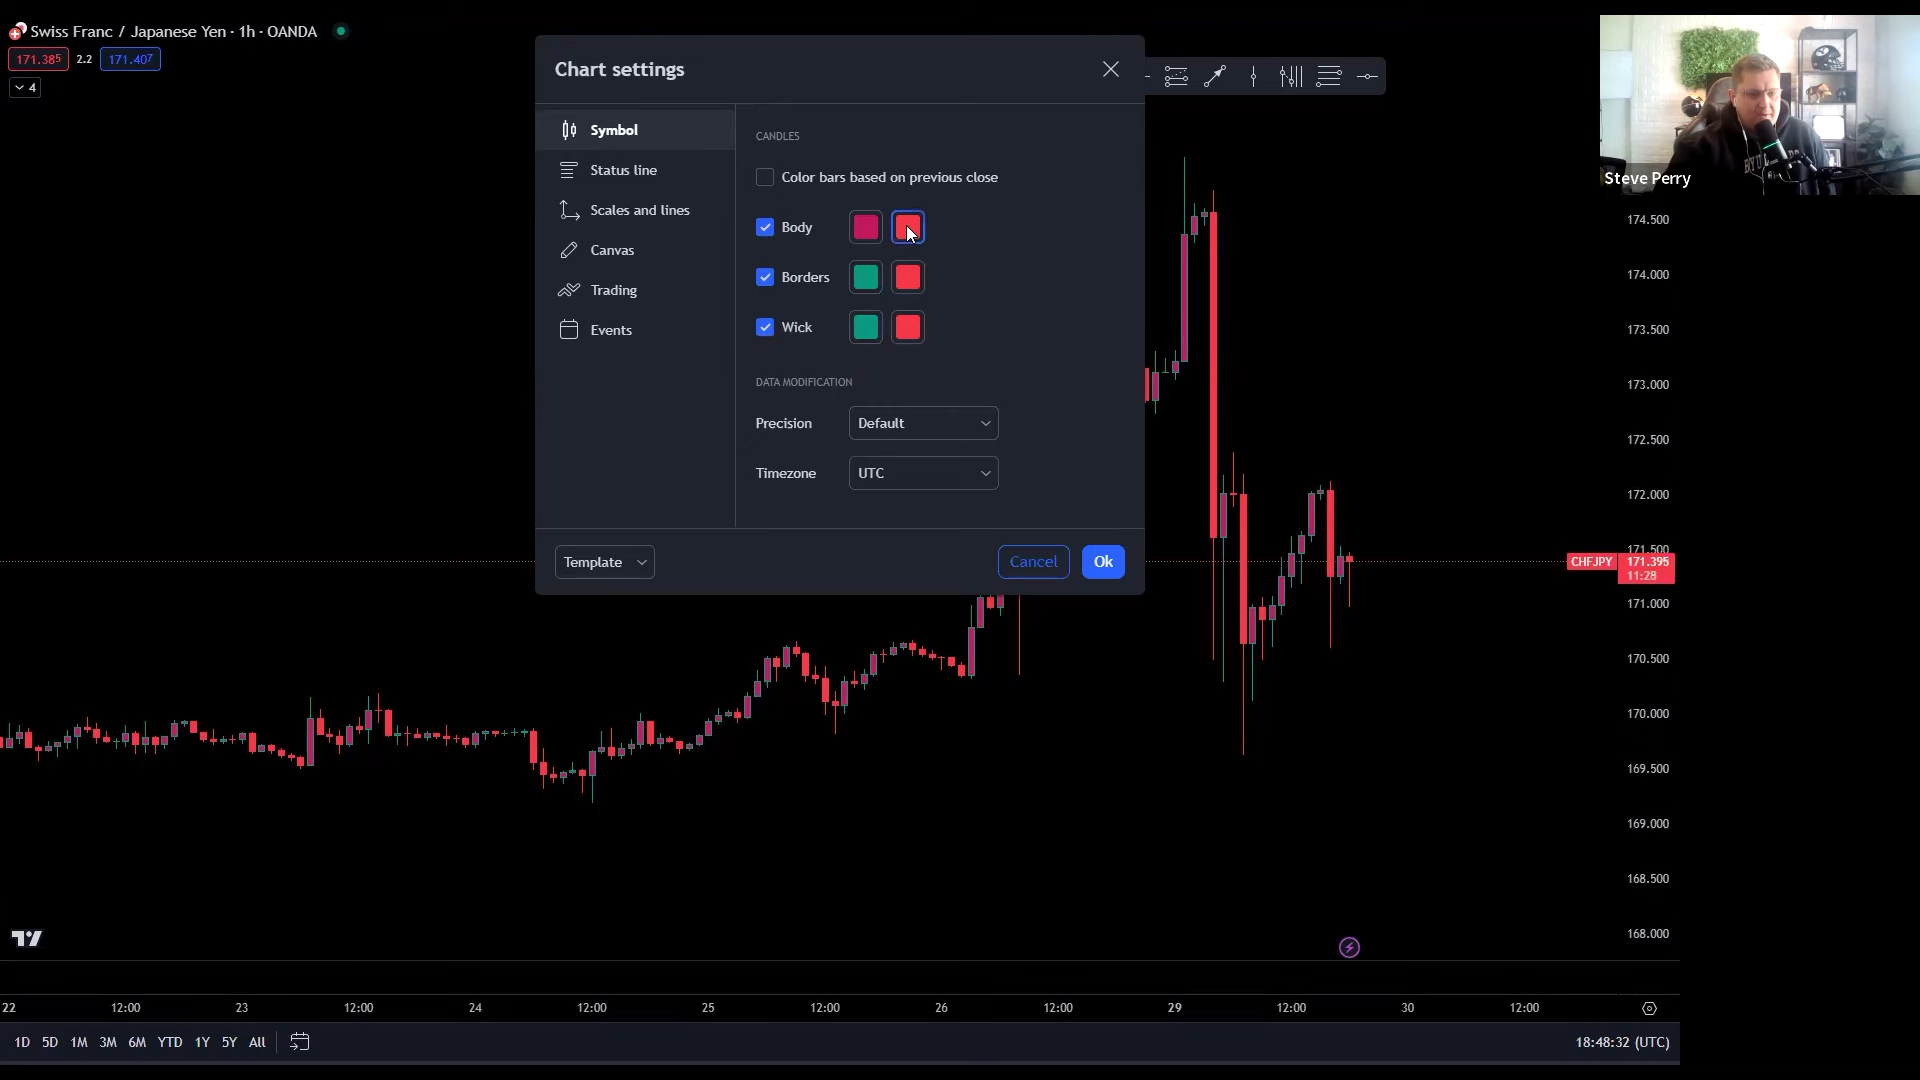 Swiss Franc / Japanese Yen · 1h · OANDA
171.385 2.2 171.407
4
Chart settings
Symbol
Status line
Scales and lines
Canvas
Trading
Events
CANDLES
Color bars based on previous close
Body
Borders
Wick
DATA MODIFICATION
Precision Default
Timezone UTC
Template
Cancel Ok
Steve Perry
174.500
174.000
173.500
173.000
172.500
172.000
171.500
CHFJPY 171.395
11:28
171.000
170.500
170.000
169.500
169.000
168.500
168.000
22 12:00 23 12:00 24 12:00 25 12:00 26 12:00 29 12:00 30 12:00
1D 5D 1M 3M 6M YTD 1Y 5Y All
18:48:32 (UTC)